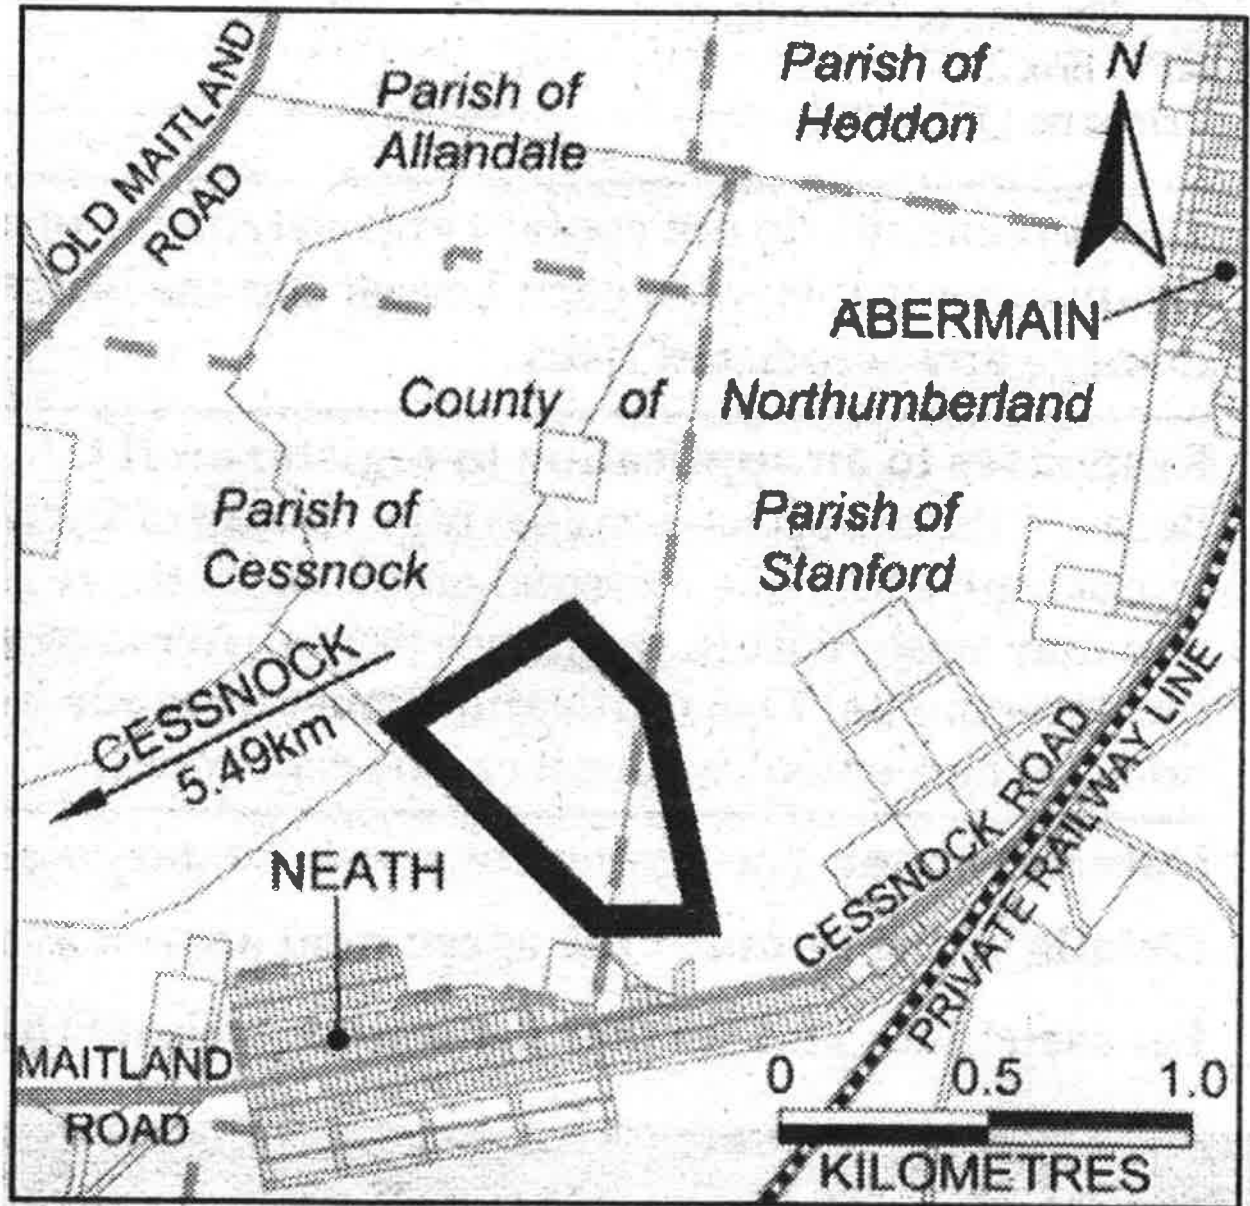 OLD MAITLAND
ROAD
Parish of
Allandale
Parish of
Heddon
N
ABERMAIN
County of Northumberland
Parish of
Cessnock
Parish of
Stanford
CESSNOCK
5.49km
NEATH
CESSNOCK ROAD
PRIVATE RAILWAY LINE
MAITLAND
ROAD
0 0.5 1.0
KILOMETRES